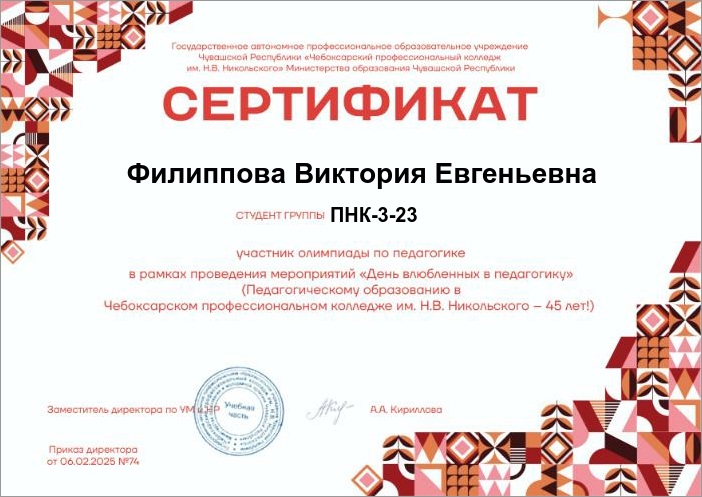 Государственное автономное профессиональное образовательное учреждение
Чувашской Республики «Чебоксарский профессиональный колледж
им. Н.В. Никольского» Министерства образования Чувашской Республики
СЕРТИФИКАТ
Филиппова Виктория Евгеньевна
СТУДЕНТ ГРУППЫ ПНК-3-23
участник олимпиады по педагогике
в рамках проведения мероприятий «День влюбленных в педагогику»
(Педагогическому образованию в
Чебоксарском профессиональном колледже им. Н.В. Никольского – 45 лет!)
Заместитель директора по УМ и НР
Учебная
часть
А.А. Кириллова
Приказ директора
от 06.02.2025 №74